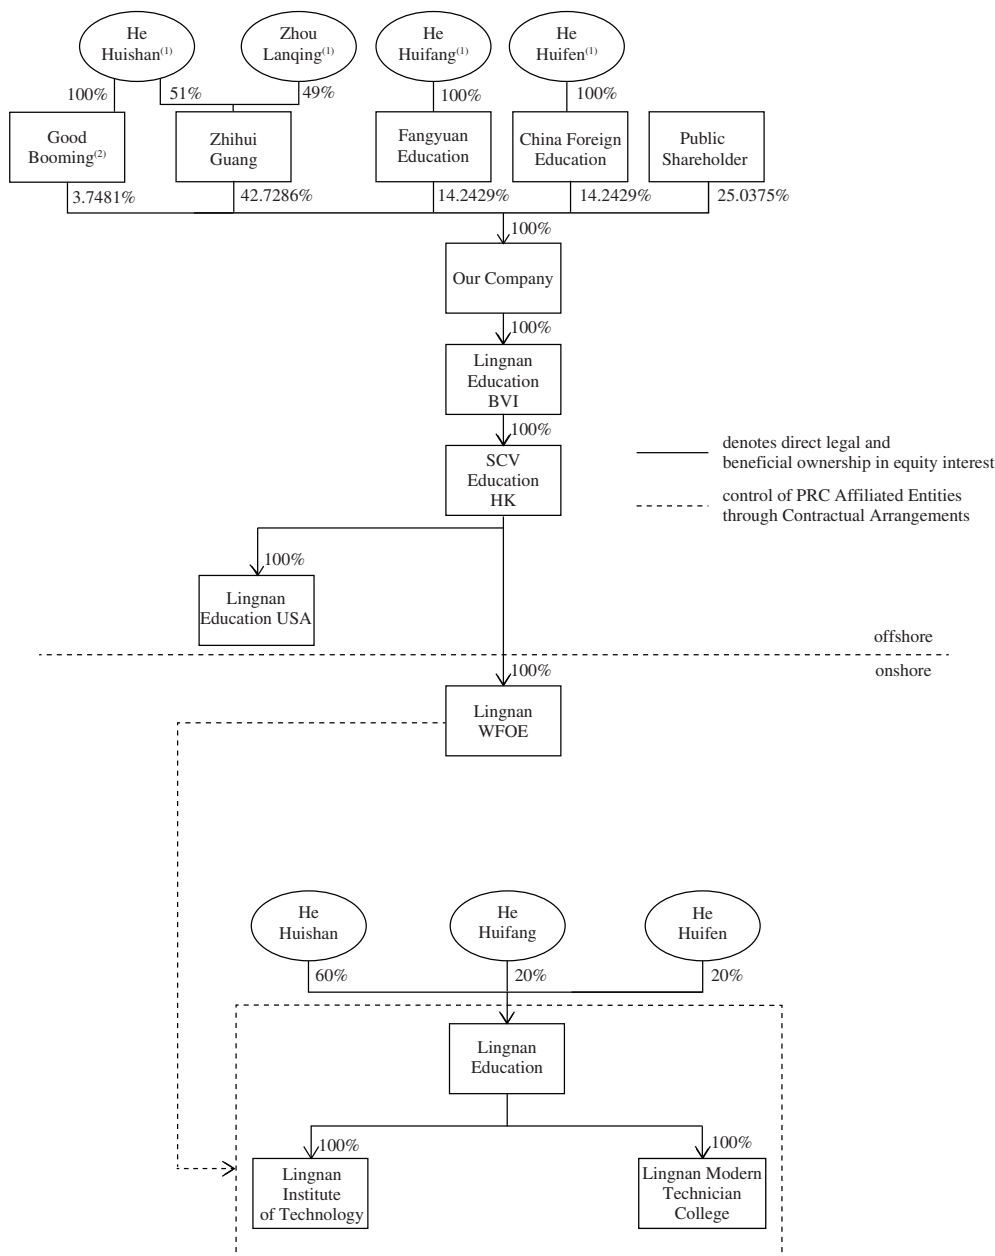 He
Huishan(1)
Zhou
Lanqing(1)
He
Huifang(1)
He
Huifen(1)
100%
51%
49%
100%
100%
Good
Booming(2)
Zhihui
Guang
Fangyuan
Education
China Foreign
Education
Public
Shareholder
3.7481%
42.7286%
14.2429%
14.2429%
25.0375%
100%
Our Company
100%
Lingnan
Education
BVI
100%
SCV
Education
HK
denotes direct legal and
beneficial ownership in equity interest
control of PRC Affiliated Entities
through Contractual Arrangements
100%
Lingnan
Education USA
offshore
onshore
100%
Lingnan
WFOE
He
Huishan
He
Huifang
He
Huifen
60%
20%
20%
Lingnan
Education
100%
100%
Lingnan
Institute
of Technology
Lingnan Modern
Technician
College